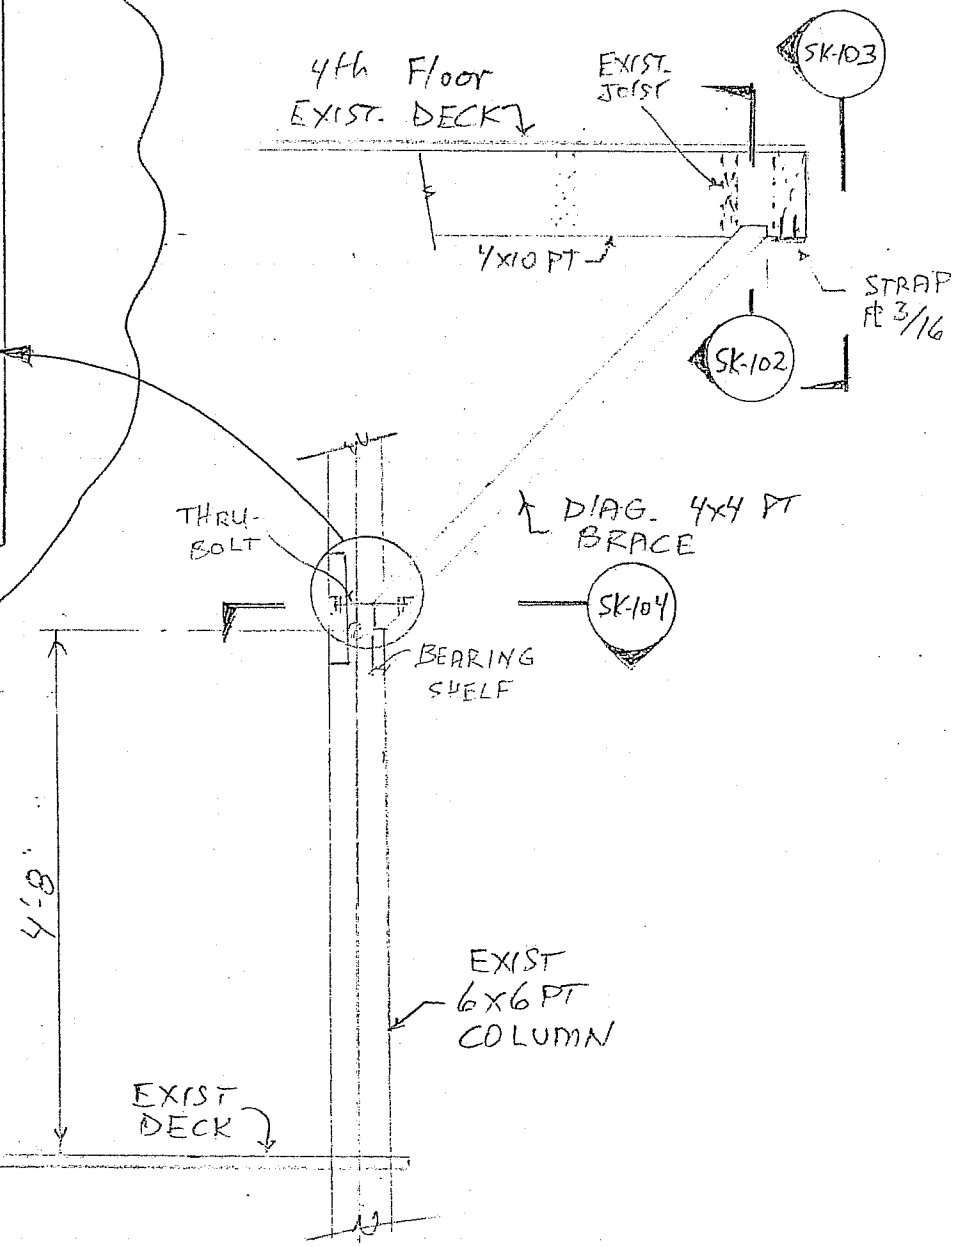 SK-103
4th Floor
EXIST. DECK
EXIST.
JOIST
4X10 PT
STRAP
PL 3/16
SK-102
DIAG. 4x4 PT
BRACE
THRU-
BOLT
SK-104
BEARING
SHELF
4'-8"
EXIST
6X6 PT
COLUMN
EXIST
DECK